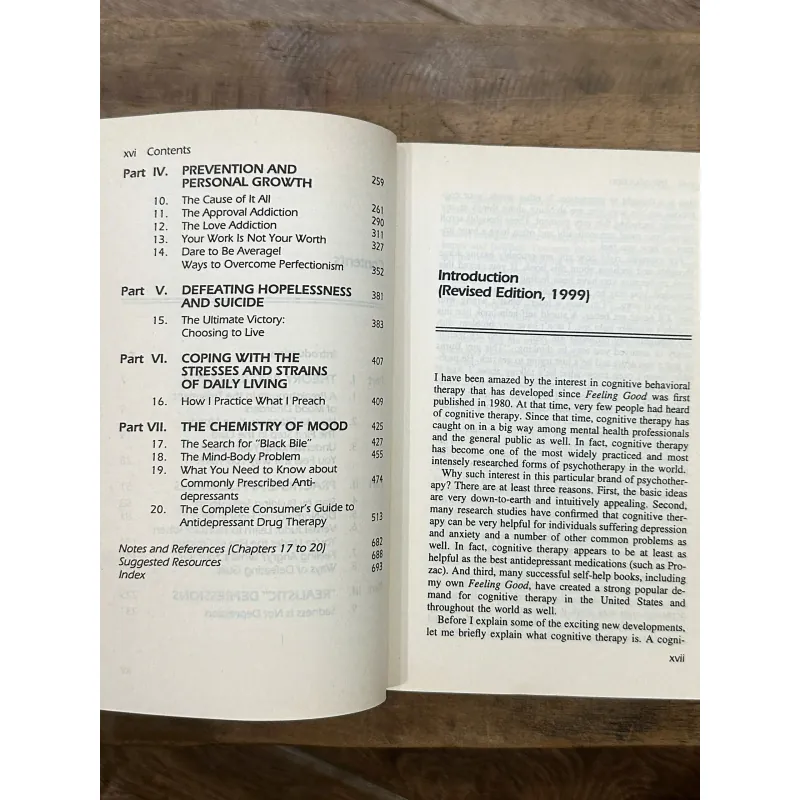 xvi Contents
Part IV. PREVENTION AND
PERSONAL GROWTH 259
10. The Cause of It All 261
11. The Approval Addiction 290
12. The Love Addiction 311
13. Your Work Is Not Your Worth 327
14. Dare to Be Average!
Ways to Overcome Perfectionism 352
Part V. DEFEATING HOPELESSNESS
AND SUICIDE 381
15. The Ultimate Victory: 383
Choosing to Live
Part VI. COPING WITH THE 407
STRESSES AND STRAINS
OF DAILY LIVING
16. How I Practice What I Preach 409
Part VII. THE CHEMISTRY OF MOOD 425
17. The Search for "Black Bile" 427
18. The Mind-Body Problem 455
19. What You Need to Know about
Commonly Prescribed Anti- 474
depressants
20. The Complete Consumer's Guide to
Antidepressant Drug Therapy 513
Notes and References (Chapters 17 to 20) 682
Suggested Resources 688
Index 693
Introduction
(Revised Edition, 1999)
I have been amazed by the interest in cognitive behavioral
therapy that has developed since Feeling Good was first
published in 1980. At that time, very few people had heard
of cognitive therapy. Since that time, cognitive therapy has
caught on in a big way among mental health professionals
and the general public as well. In fact, cognitive therapy
has become one of the most widely practiced and most
intensely researched forms of psychotherapy in the world.
Why such interest in this particular brand of psychother-
apy? There are at least three reasons. First, the basic ideas
are very down-to-earth and intuitively appealing. Second,
many research studies have confirmed that cognitive ther-
apy can be very helpful for individuals suffering depression
and anxiety and a number of other common problems as
well. In fact, cognitive therapy appears to be at least as
helpful as the best antidepressant medications (such as Pro-
zac). And third, many successful self-help books, including
my own Feeling Good, have created a strong popular de-
mand for cognitive therapy in the United States and
throughout the world as well.
Before I explain some of the exciting new developments,
let me briefly explain what cognitive therapy is. A cogni-
xvii